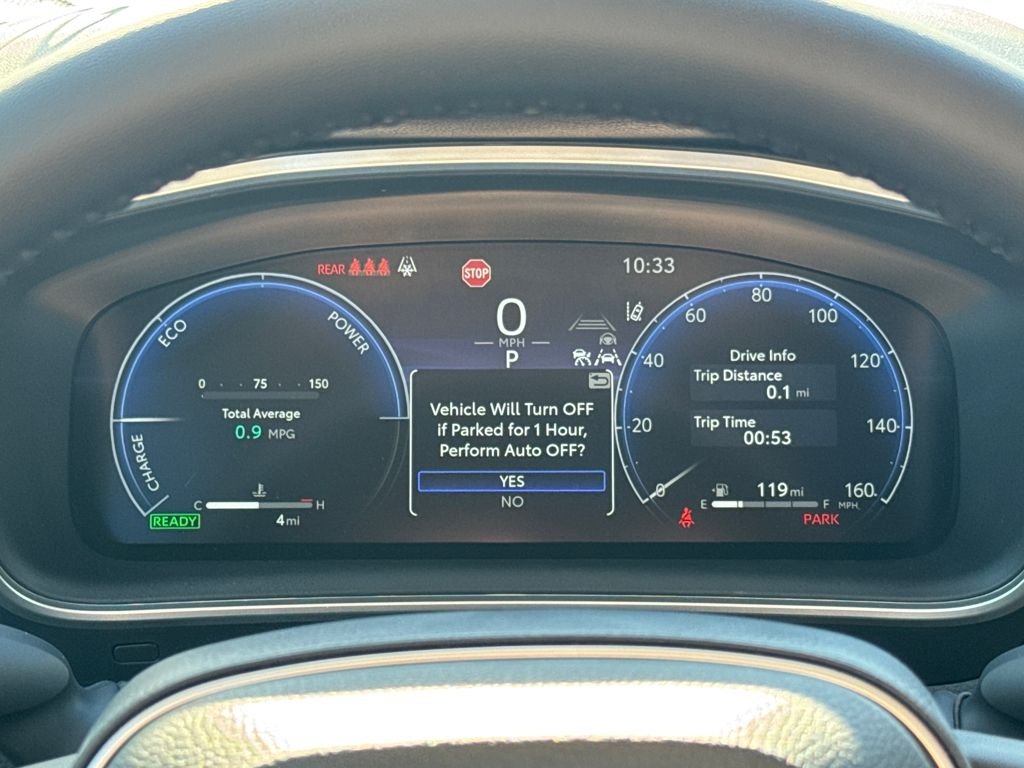 REAR
STOP
10:33
0
MPH
P
ECO
POWER
CHARGE
0 75 150
Total Average
0.9 MPG
C H
READY
4 mi
Vehicle Will Turn OFF
if Parked for 1 Hour,
Perform Auto OFF?
YES
NO
0
20
40
60
80
100
120
140
160
MPH
Drive Info
Trip Distance
0.1 mi
Trip Time
00:53
119 mi
E F
PARK